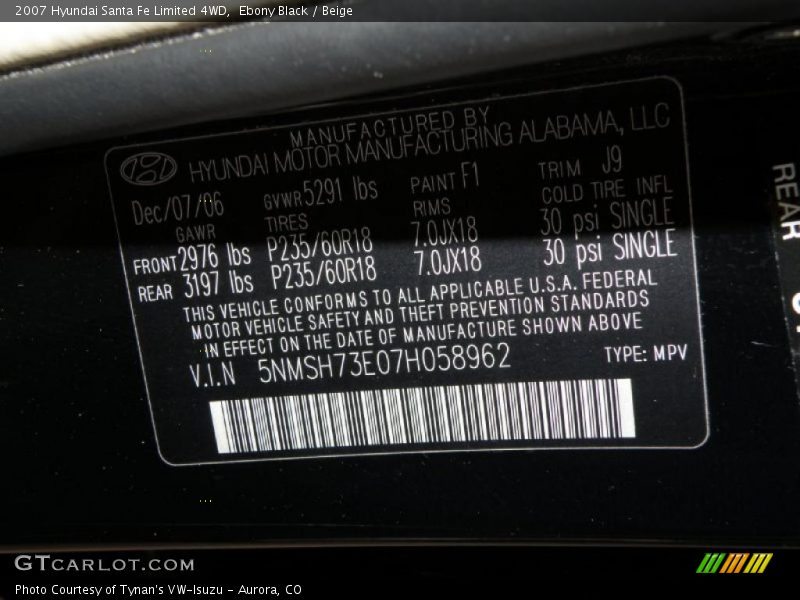 2007 Hyundai Santa Fe Limited 4WD, Ebony Black / Beige
MANUFACTURED BY
HYUNDAI MOTOR MANUFACTURING ALABAMA, LLC
Dec/07/06 GVWR 5291 lbs PAINT F1 TRIM J9
GAWR TIRES RIMS COLD TIRE INFL
FRONT 2976 lbs P235/60R18 7.0JX18 30 psi SINGLE
REAR 3197 lbs P235/60R18 7.0JX18 30 psi SINGLE
THIS VEHICLE CONFORMS TO ALL APPLICABLE U.S.A. FEDERAL
MOTOR VEHICLE SAFETY AND THEFT PREVENTION STANDARDS
IN EFFECT ON THE DATE OF MANUFACTURE SHOWN ABOVE
V.I.N 5NMSH73E07H058962 TYPE: MPV
REAR
GTCARLOT.COM
Photo Courtesy of Tynan's VW-Isuzu - Aurora, CO